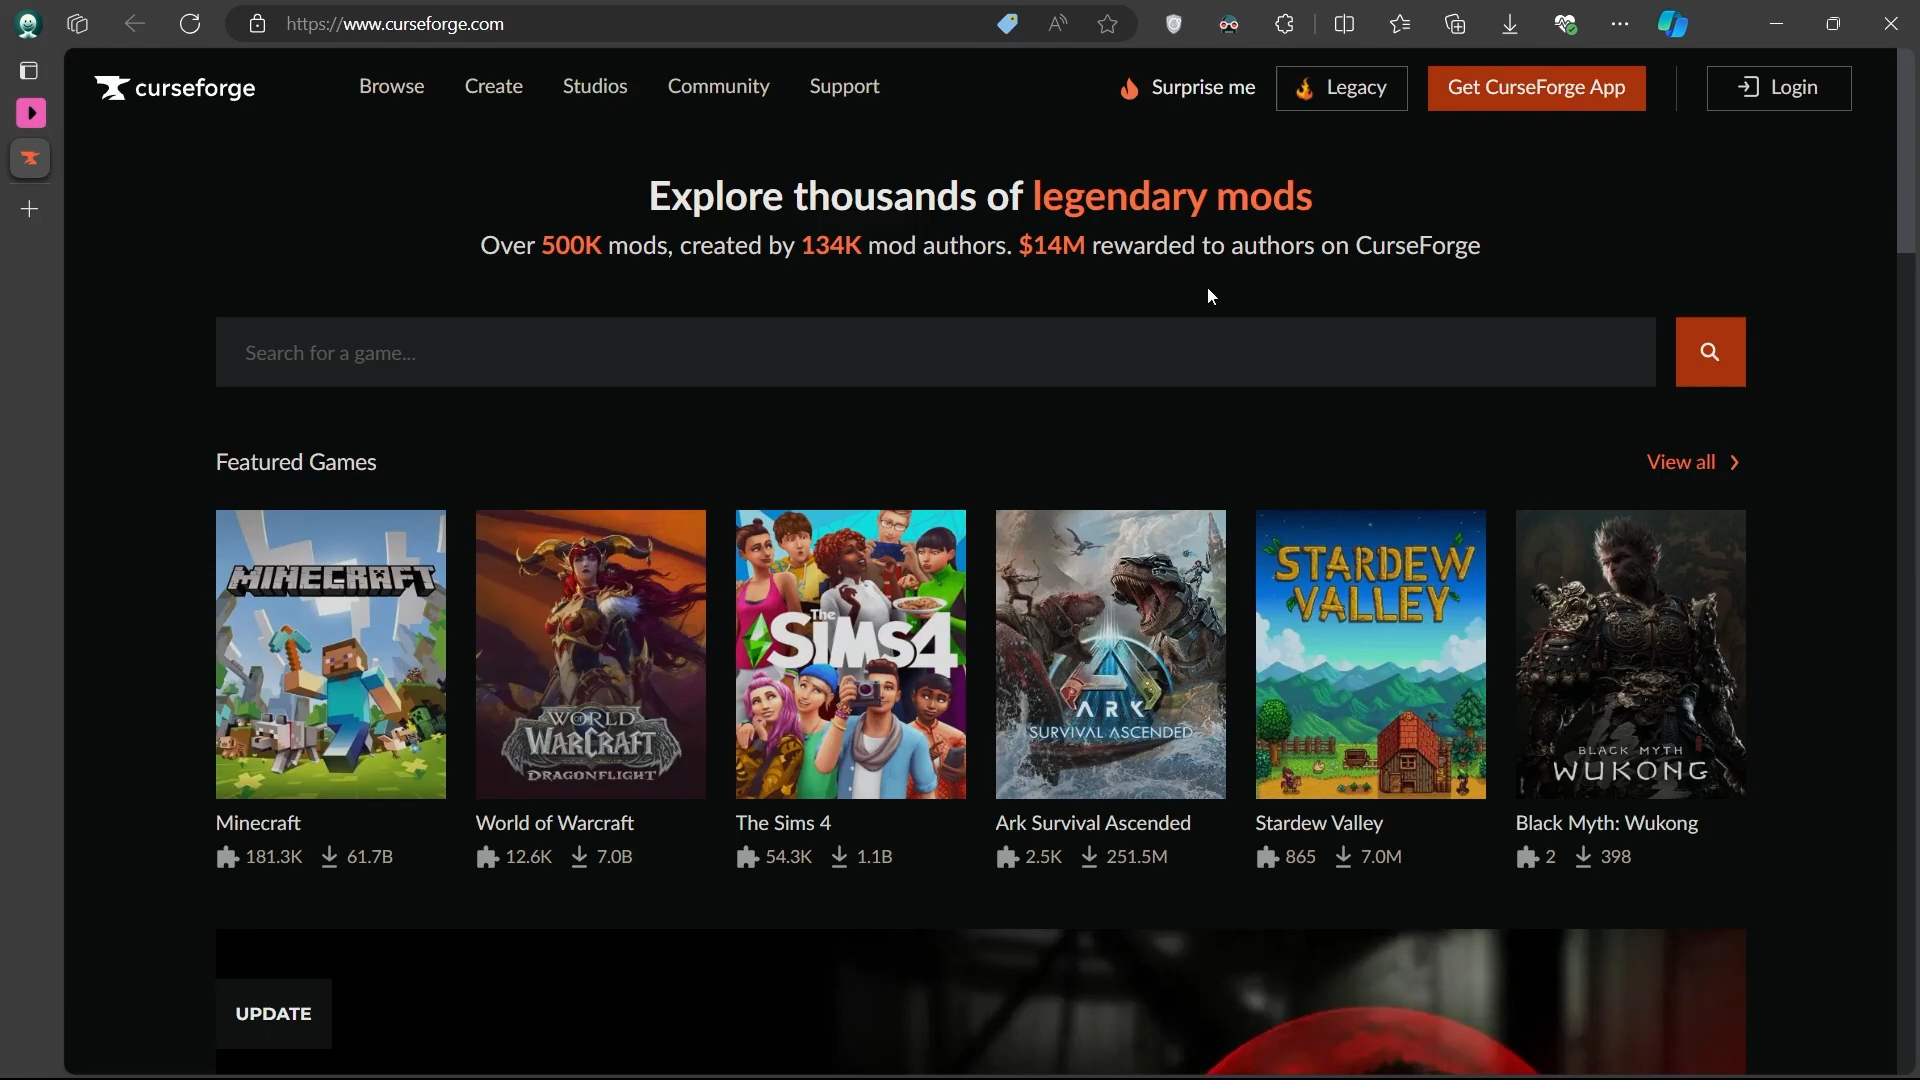 https://www.curseforge.com
curseforge
Browse
Create
Studios
Community
Support
Surprise me
Legacy
Get CurseForge App
Login
Explore thousands of legendary mods
Over 500K mods, created by 134K mod authors. $14M rewarded to authors on CurseForge
Search for a game...
Featured Games
View all
MINECRAFT
WORLD OF WARCRAFT
DRAGONFLIGHT
The SIMS 4
ARK
SURVIVAL ASCENDED
STARDEW
VALLEY
BLACK MYTH
WUKONG
Minecraft
181.3K 61.7B
World of Warcraft
12.6K 7.0B
The Sims 4
54.3K 1.1B
Ark Survival Ascended
2.5K 251.5M
Stardew Valley
865 7.0M
Black Myth: Wukong
2 398
UPDATE